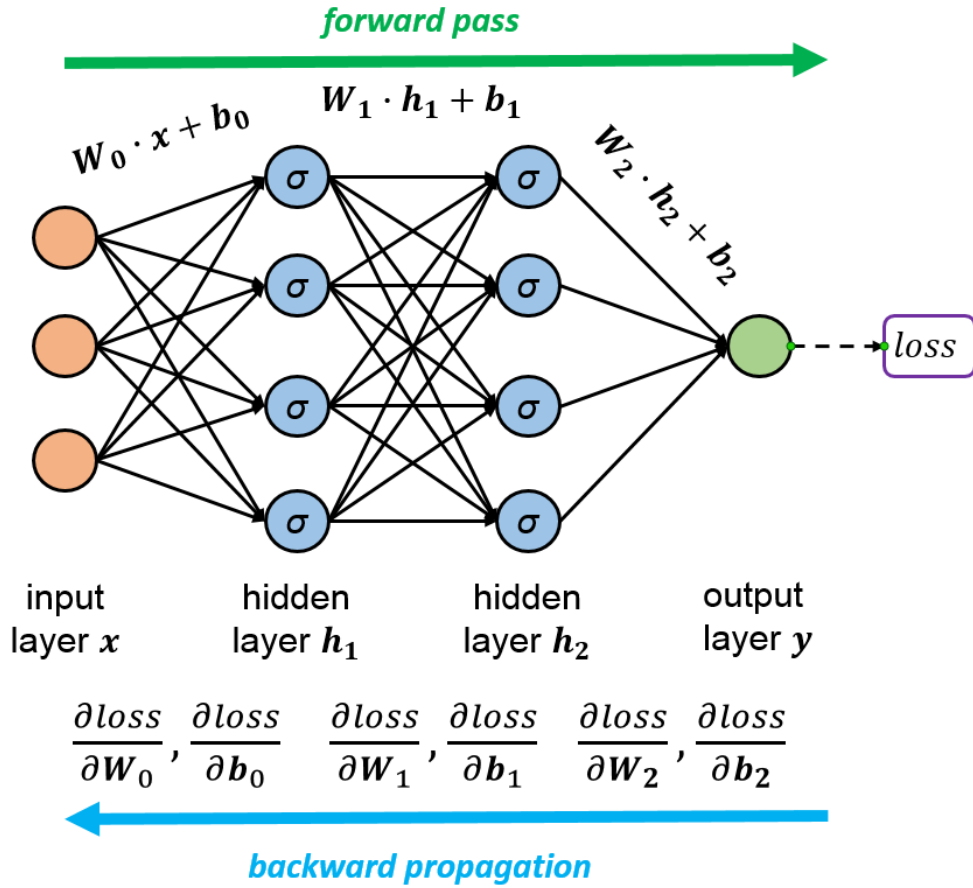 forward pass
W₀ · x + b₀
W₁ · h₁ + b₁
W₂ · h₂ + b₂
σ σ
σ σ
loss
σ σ
σ σ
input
layer x
hidden
layer h₁
hidden
layer h₂
output
layer y
∂loss/∂W₀, ∂loss/∂b₀ ∂loss/∂W₁, ∂loss/∂b₁ ∂loss/∂W₂, ∂loss/∂b₂
backward propagation